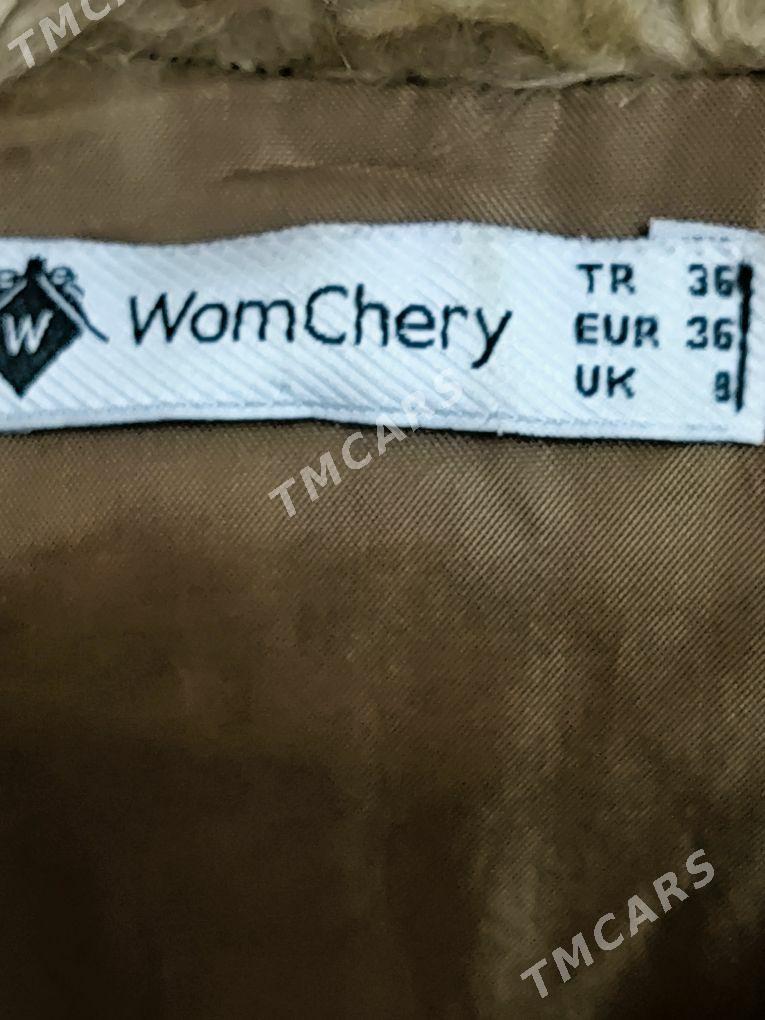 TMCARS
W
WomChery
TR 36
EUR 36
UK 8
TMCARS
TMCARS